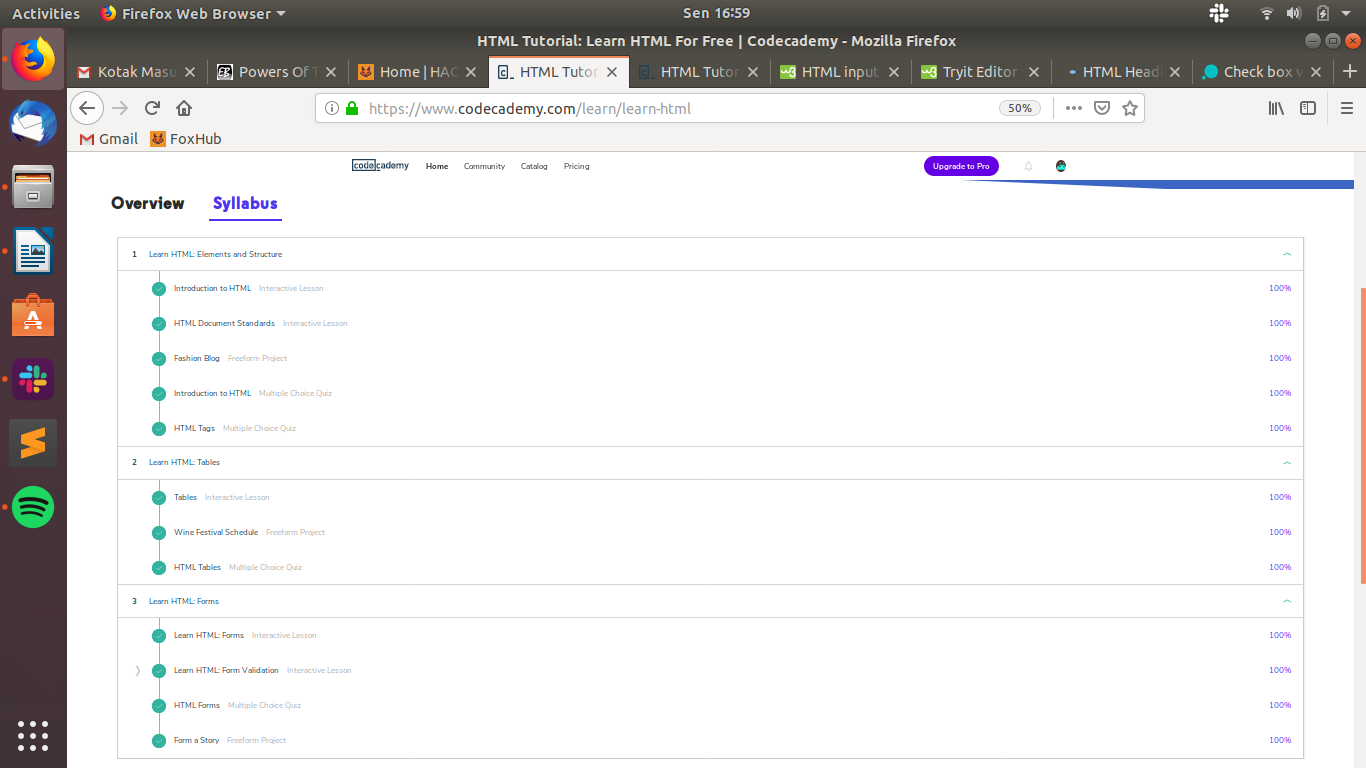 Activities Firefox Web Browser Sen 16:59
HTML Tutorial: Learn HTML For Free | Codecademy - Mozilla Firefox
Kotak Masu Powers Of T Home | HAC HTML Tutor HTML Tutor HTML input Tryit Editor HTML Head Check box v
https://www.codecademy.com/learn/learn-html 50%
Gmail FoxHub
codecademy Home Community Catalog Pricing Upgrade to Pro
Overview Syllabus
1 Learn HTML: Elements and Structure
Introduction to HTML Interactive Lesson 100%
HTML Document Standards Interactive Lesson 100%
Fashion Blog Freeform Project 100%
Introduction to HTML Multiple Choice Quiz 100%
HTML Tags Multiple Choice Quiz 100%
2 Learn HTML: Tables
Tables Interactive Lesson 100%
Wine Festival Schedule Freeform Project 100%
HTML Tables Multiple Choice Quiz 100%
3 Learn HTML: Forms
Learn HTML: Forms Interactive Lesson 100%
Learn HTML: Form Validation Interactive Lesson 100%
HTML Forms Multiple Choice Quiz 100%
Form a Story Freeform Project 100%